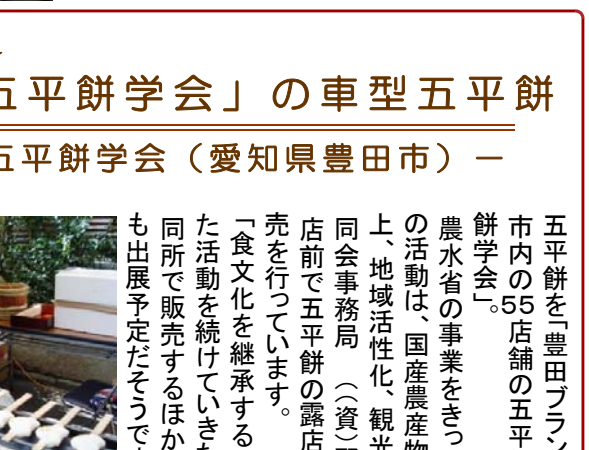 五平餅学会」の車型五平餅
五平餅学会（愛知県豊田市）－
五平餅を「豊田ブラン
市内の55店舗の五平
餅学会」。
農水省の事業をきっ
の活動は、国産農産物
上、地域活性化、観光
同会事務局（（資）
店前で五平餅の露店
売を行っています。
「食文化を継承する
た活動を続けていきた
同所で販売するほか
も出展予定だそうで